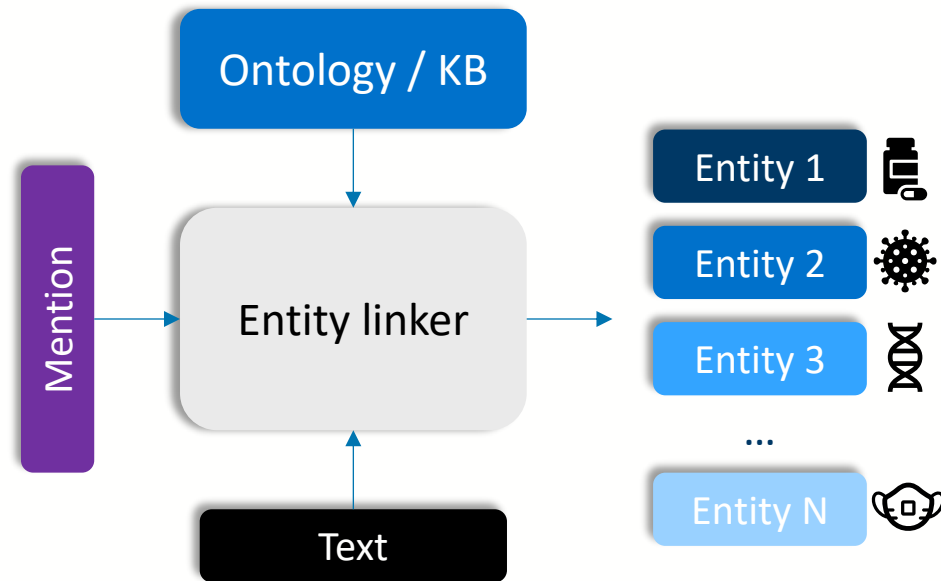 Ontology / KB
Mention
Entity linker
Text
Entity 1
Entity 2
Entity 3
...
Entity N